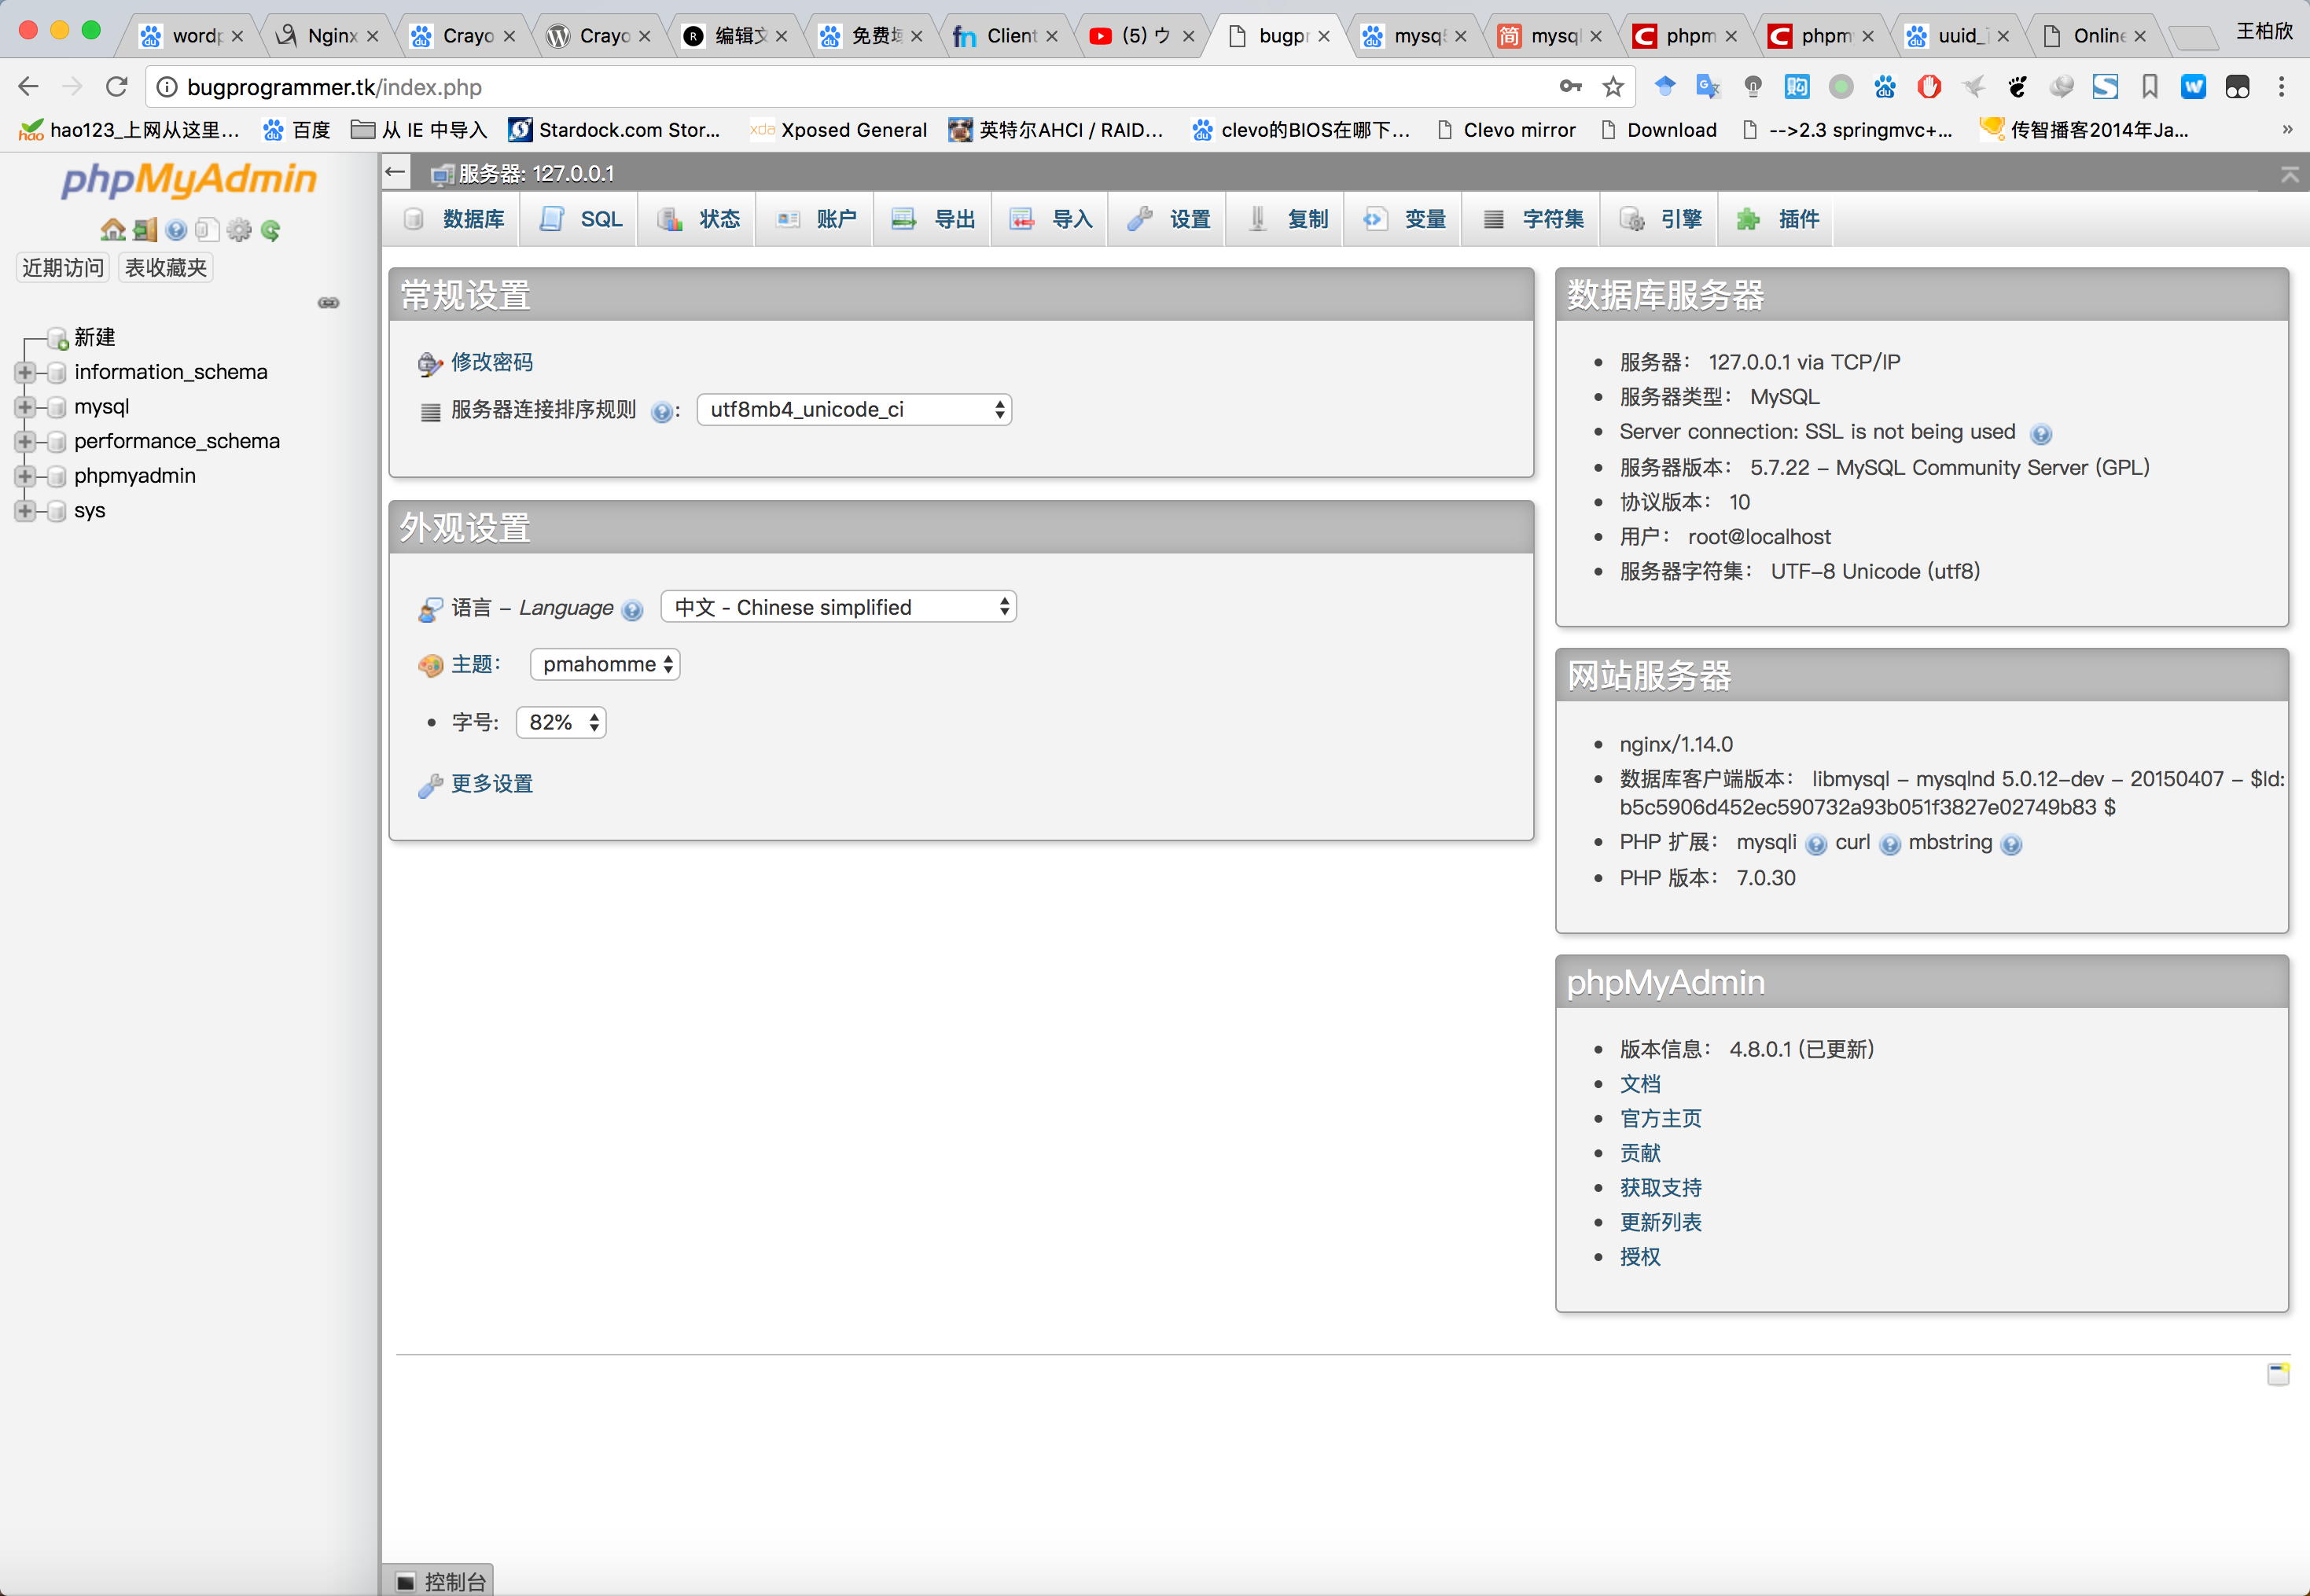 wordp
Nginx
Crayo
Crayo
编辑文
免费域
Client
(5) ウ
bugpr
mysq
mysql
phpm
phpm
uuid_
Online
王柏欣
bugprogrammer.tk/index.php
hao123_上网从这里...
百度
从 IE 中导入
Stardock.com Stor...
xda Xposed General
英特尔AHCI / RAID...
clevo的BIOS在哪下...
Clevo mirror
Download
-->2.3 springmvc+...
传智播客2014年Ja...
phpMyAdmin
近期访问 表收藏夹
新建
information_schema
mysql
performance_schema
phpmyadmin
sys
服务器: 127.0.0.1
数据库 SQL 状态 账户 导出 导入 设置 复制 变量 字符集 引擎 插件
常规设置
修改密码
服务器连接排序规则 : utf8mb4_unicode_ci
外观设置
语言 - Language 中文 - Chinese simplified
主题: pmahomme
字号: 82%
更多设置
数据库服务器
服务器： 127.0.0.1 via TCP/IP
服务器类型： MySQL
Server connection: SSL is not being used
服务器版本： 5.7.22 - MySQL Community Server (GPL)
协议版本： 10
用户： root@localhost
服务器字符集： UTF-8 Unicode (utf8)
网站服务器
nginx/1.14.0
数据库客户端版本： libmysql - mysqlnd 5.0.12-dev - 20150407 - $Id:
b5c5906d452ec590732a93b051f3827e02749b83 $
PHP 扩展： mysqli curl mbstring
PHP 版本： 7.0.30
phpMyAdmin
版本信息： 4.8.0.1 (已更新)
文档
官方主页
贡献
获取支持
更新列表
授权
控制台